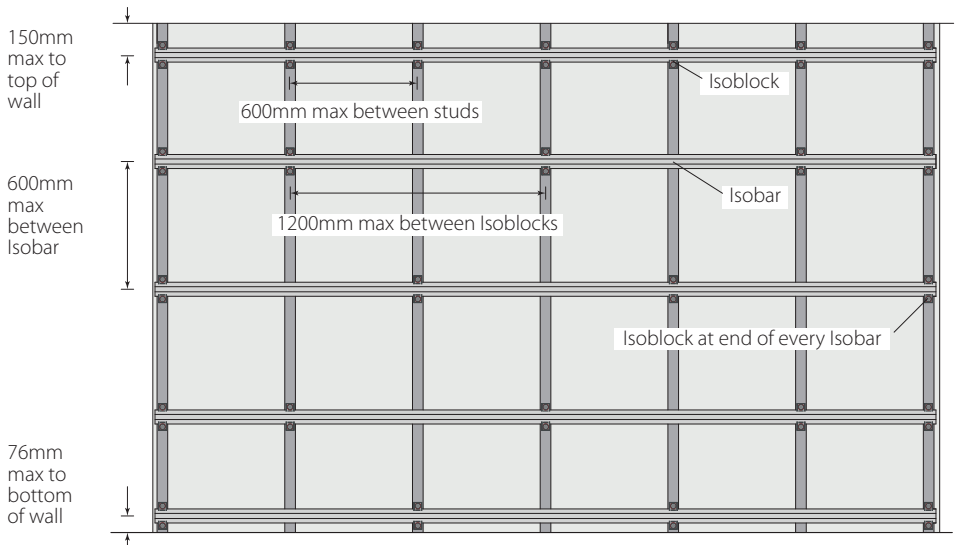 150mm
max to
top of
wall
600mm max between studs
Isoblock
600mm
max
between
Isobar
Isobar
1200mm max between Isoblocks
Isoblock at end of every Isobar
76mm
max to
bottom
of wall